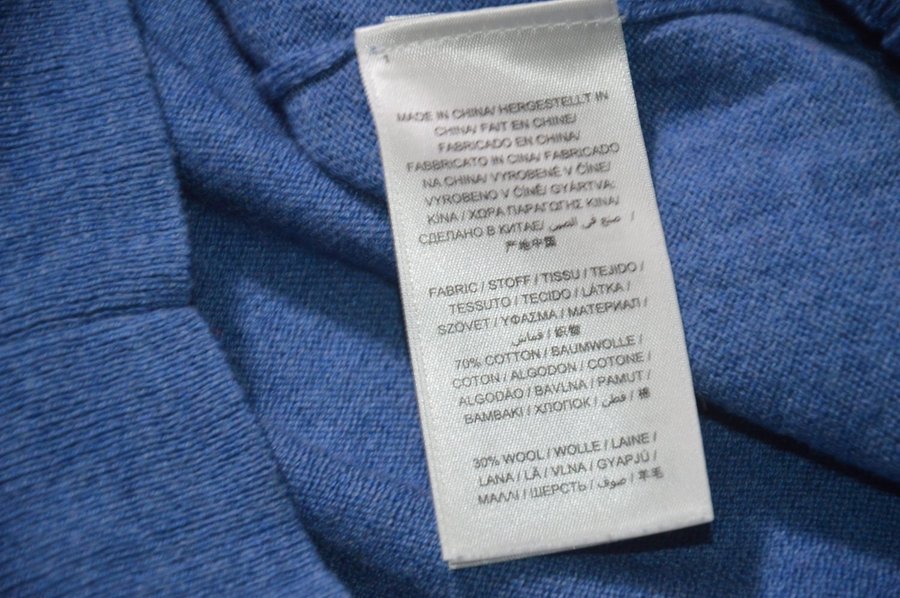 MADE IN CHINA/ HERGESTELLT IN
CHINA/ FAIT EN CHINE/
FABRICADO EN CHINA/
FABBRICATO IN CINA/ FABRICADO
NA CHINA/ VYROBENÉ V ČÍNE/
VYROBENO V ČÍNĚ/ GYÁRTVA:
KÍNA / ΧΩΡΑ ΠΑΡΑΓΩΓΗΣ ΚΙΝΑ/
СДЕЛАНО В КИТАЕ/ صنع في الصين /
产地中国
FABRIC / STOFF / TISSU / TEJIDO /
TESSUTO / TECIDO / LÁTKA /
SZÖVET / ΥΦΑΣΜΑ / МАТЕРИАЛ /
قماش / 织物
70% COTTON / BAUMWOLLE /
COTON / ALGODON / COTONE /
ALGODÃO / BAVLNA / PAMUT /
ΒΑΜΒΑΚΙ / ХЛОПОК / قطن / 棉
30% WOOL / WOLLE / LAINE /
LANA / LÃ / VLNA / GYAPJÚ /
ΜΑΛΛΙ / ШЕРСТЬ / صوف / 羊毛